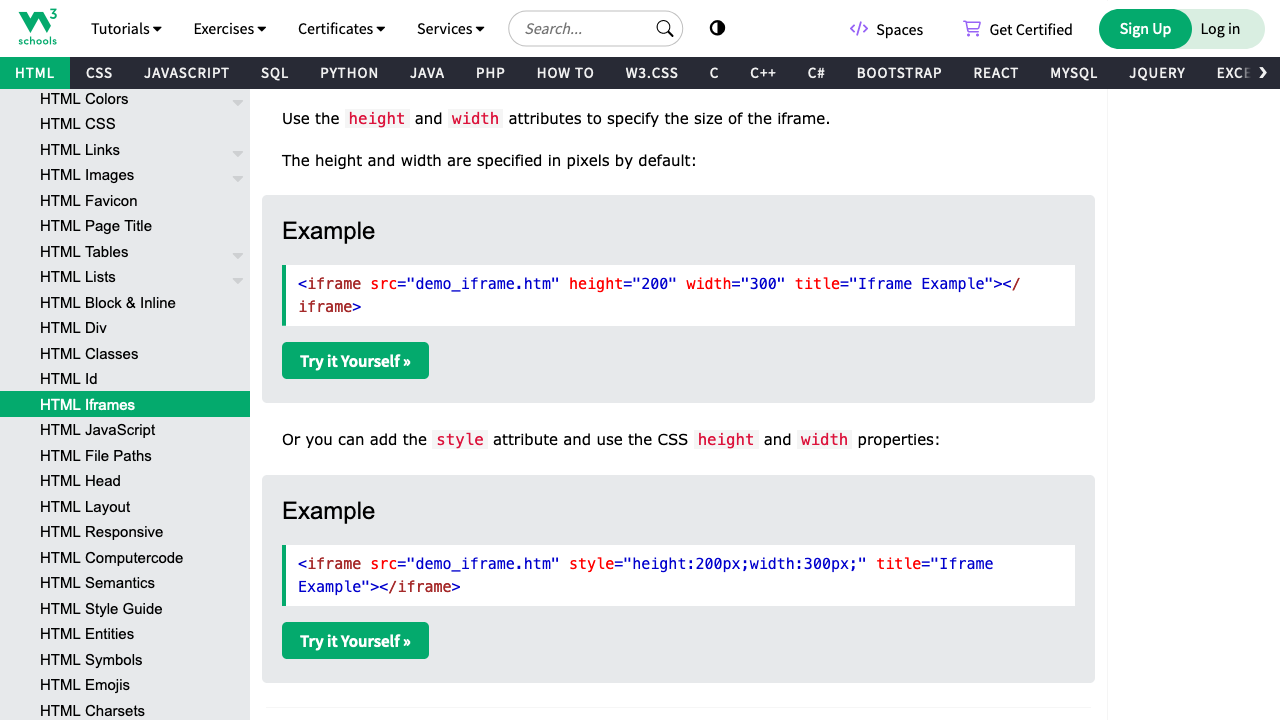 3
schools
Tutorials
Exercises
Certificates
Services
Search...
Spaces
Get Certified
Sign Up
Log in
HTML
CSS
JAVASCRIPT
SQL
PYTHON
JAVA
PHP
HOW TO
W3.CSS
C
C++
C#
BOOTSTRAP
REACT
MYSQL
JQUERY
EXCE
HTML Colors
HTML CSS
HTML Links
HTML Images
HTML Favicon
HTML Page Title
HTML Tables
HTML Lists
HTML Block & Inline
HTML Div
HTML Classes
HTML Id
HTML Iframes
HTML JavaScript
HTML File Paths
HTML Head
HTML Layout
HTML Responsive
HTML Computercode
HTML Semantics
HTML Style Guide
HTML Entities
HTML Symbols
HTML Emojis
HTML Charsets
Use the height and width attributes to specify the size of the iframe.
The height and width are specified in pixels by default:
Example
<iframe src="demo_iframe.htm" height="200" width="300" title="Iframe Example"></
iframe>
Try it Yourself »
Or you can add the style attribute and use the CSS height and width properties:
Example
<iframe src="demo_iframe.htm" style="height:200px;width:300px;" title="Iframe
Example"></iframe>
Try it Yourself »